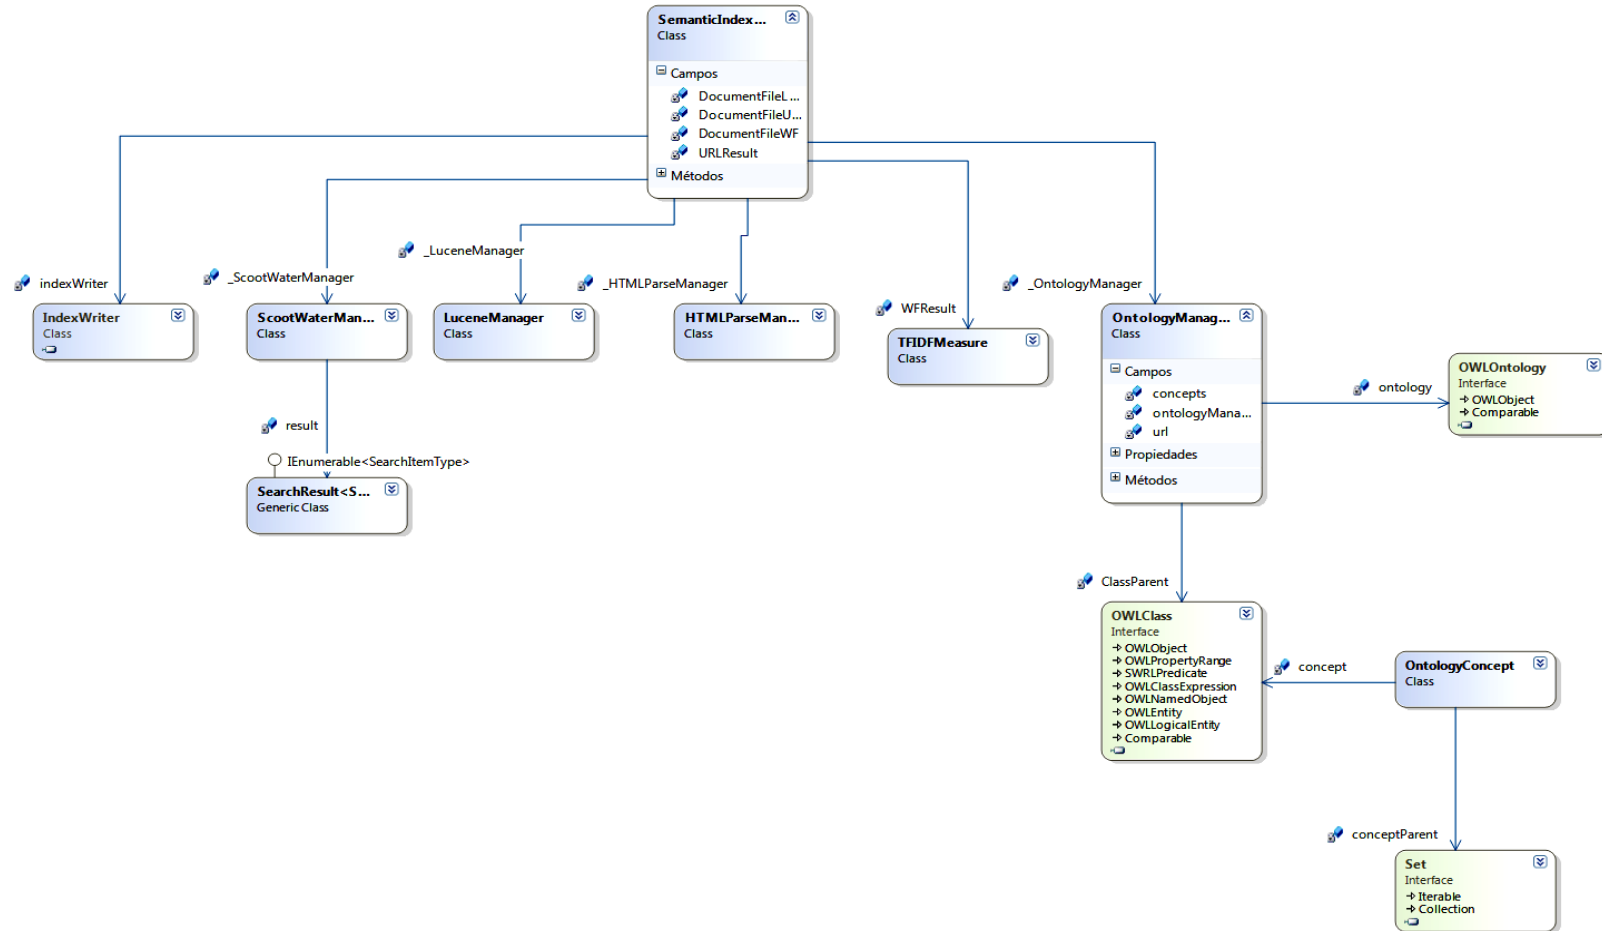 SemanticIndex...
Class
Campos
DocumentFileL...
DocumentFileU...
DocumentFileWF
URLResult
Métodos
indexWriter
_ScootWaterManager
_LuceneManager
_HTMLParseManager
WFResult
_OntologyManager
IndexWriter
Class
ScootWaterMan...
Class
LuceneManager
Class
HTMLParseMan...
Class
TFIDFMeasure
Class
OntologyManag...
Class
Campos
concepts
ontologyMana...
url
Propiedades
Métodos
ontology
OWLOntology
Interface
OWLObject
Comparable
result
IEnumerable<SearchItemType>
SearchResult<S...
Generic Class
ClassParent
OWLClass
Interface
OWLObject
OWLPropertyRange
SWRLPredicate
OWLClassExpression
OWLNamedObject
OWLEntity
OWLLogicalEntity
Comparable
concept
OntologyConcept
Class
conceptParent
Set
Interface
Iterable
Collection